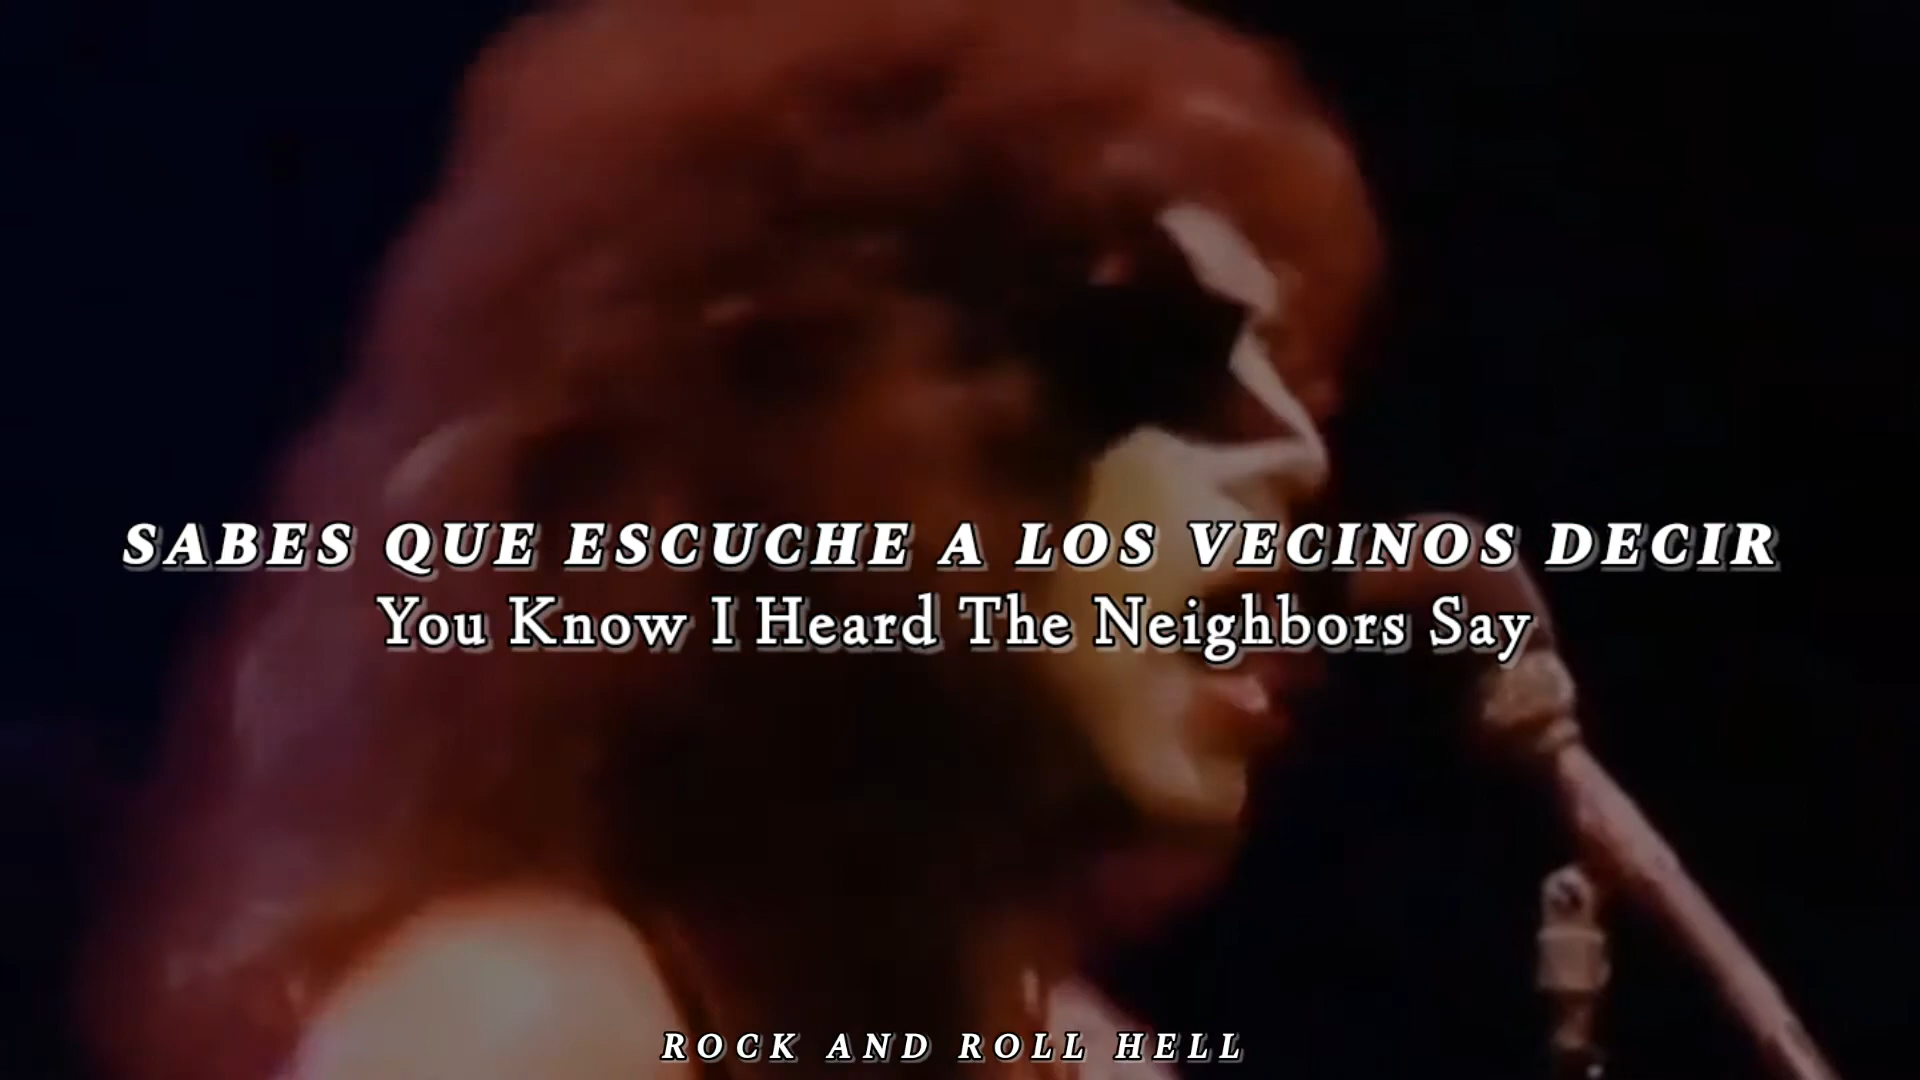 SABES QUE ESCUCHE A LOS VECINOS DECIR
You Know I Heard The Neighbors Say
ROCK AND ROLL HELL